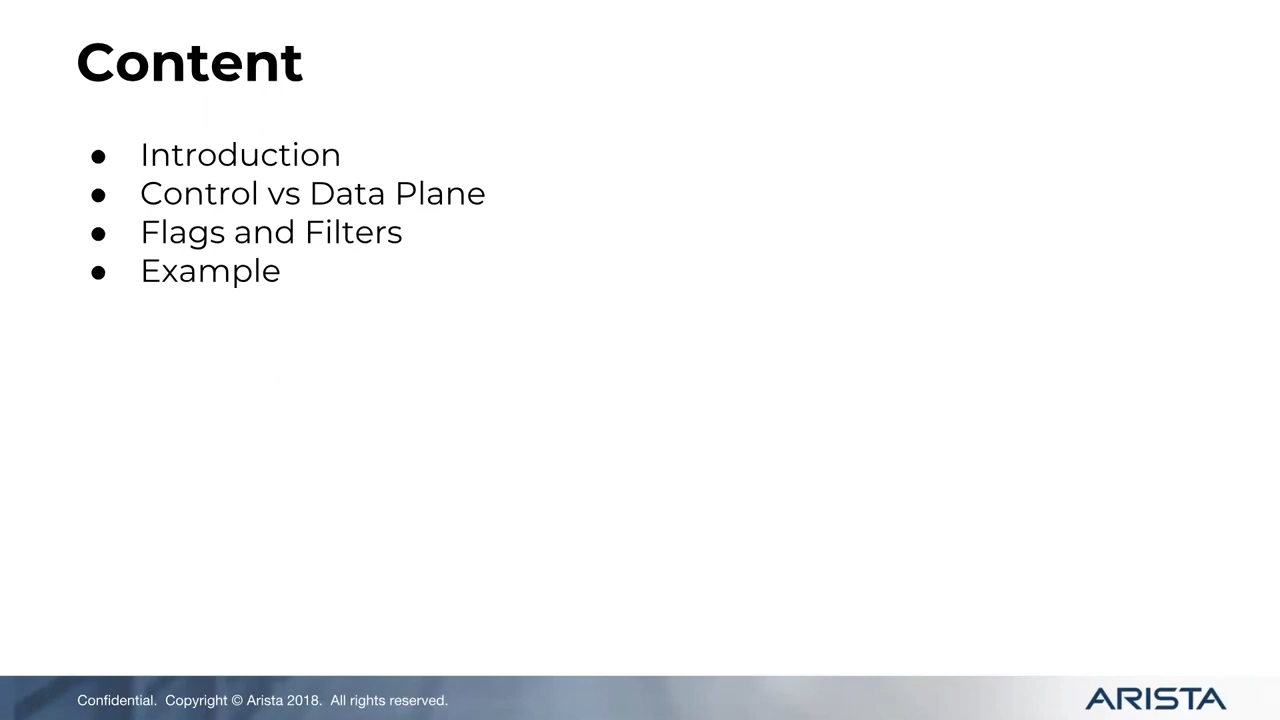 Content
● Introduction
● Control vs Data Plane
● Flags and Filters
● Example
Confidential. Copyright © Arista 2018. All rights reserved.
ARISTA